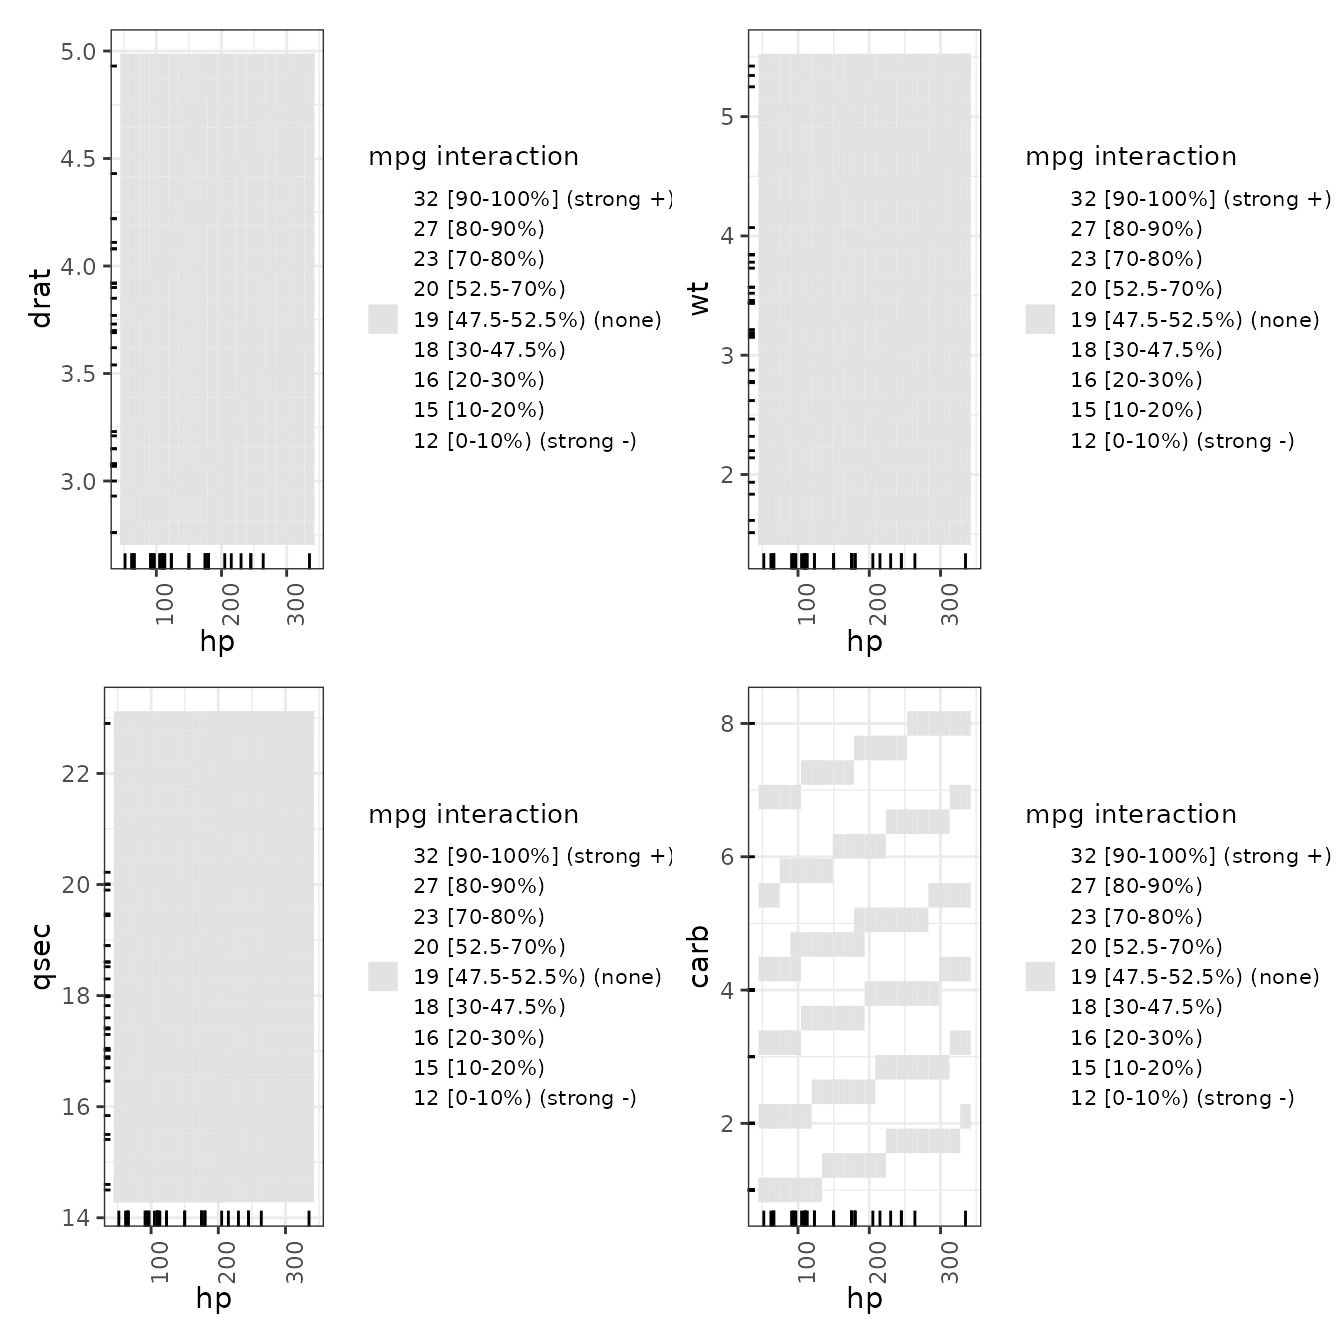 5.0
4.5
4.0
3.5
3.0
drat
100
200
300
hp
mpg interaction
32 [90-100%] (strong +)
27 [80-90%)
23 [70-80%)
20 [52.5-70%)
19 [47.5-52.5%) (none)
18 [30-47.5%)
16 [20-30%)
15 [10-20%)
12 [0-10%) (strong -)
5
4
3
2
wt
100
200
300
hp
mpg interaction
32 [90-100%] (strong +)
27 [80-90%)
23 [70-80%)
20 [52.5-70%)
19 [47.5-52.5%) (none)
18 [30-47.5%)
16 [20-30%)
15 [10-20%)
12 [0-10%) (strong -)
22
20
18
16
14
qsec
100
200
300
hp
mpg interaction
32 [90-100%] (strong +)
27 [80-90%)
23 [70-80%)
20 [52.5-70%)
19 [47.5-52.5%) (none)
18 [30-47.5%)
16 [20-30%)
15 [10-20%)
12 [0-10%) (strong -)
8
6
4
2
carb
100
200
300
hp
mpg interaction
32 [90-100%] (strong +)
27 [80-90%)
23 [70-80%)
20 [52.5-70%)
19 [47.5-52.5%) (none)
18 [30-47.5%)
16 [20-30%)
15 [10-20%)
12 [0-10%) (strong -)